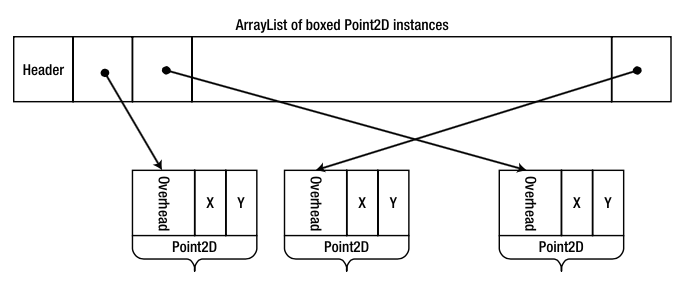 ArrayList of boxed Point2D instances
Header
Overhead
X
Y
Point2D
Overhead
X
Y
Point2D
Overhead
X
Y
Point2D